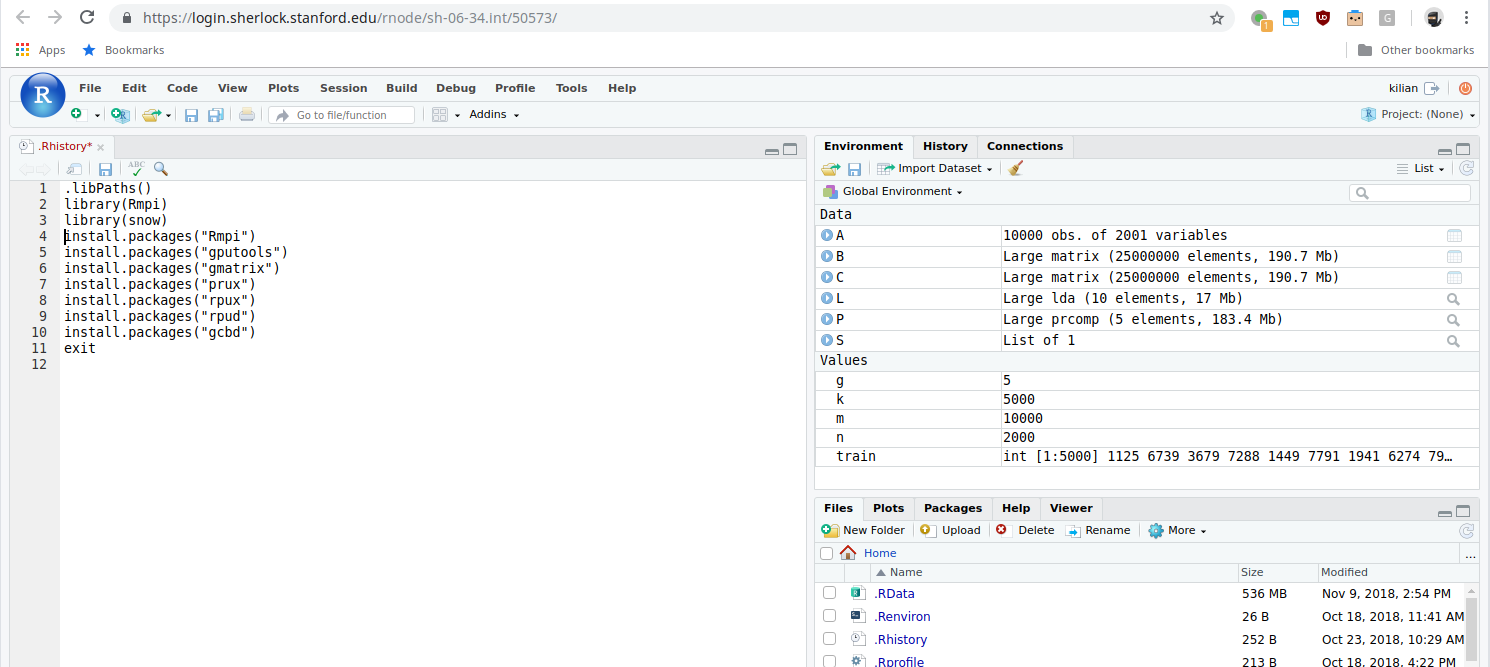 https://login.sherlock.stanford.edu/rnode/sh-06-34.int/50573/
1
UD
G
Apps
Bookmarks
Other bookmarks
R
File Edit Code View Plots Session Build Debug Profile Tools Help
kilian
Go to file/function
Addins
Project: (None)
.Rhistory*
ABC
1 .libPaths()
2 library(Rmpi)
3 library(snow)
4 install.packages("Rmpi")
5 install.packages("gputools")
6 install.packages("gmatrix")
7 install.packages("prux")
8 install.packages("rpux")
9 install.packages("rpud")
10 install.packages("gcbd")
11 exit
12
Environment History Connections
Import Dataset
List
Global Environment
Data
A 10000 obs. of 2001 variables
B Large matrix (25000000 elements, 190.7 Mb)
C Large matrix (25000000 elements, 190.7 Mb)
L Large lda (10 elements, 17 Mb)
P Large prcomp (5 elements, 183.4 Mb)
S List of 1
Values
g 5
k 5000
m 10000
n 2000
train int [1:5000] 1125 6739 3679 7288 1449 7791 1941 6274 79…
Files Plots Packages Help Viewer
New Folder Upload Delete Rename More
Home
...
Name Size Modified
.RData 536 MB Nov 9, 2018, 2:54 PM
.Renviron 26 B Oct 18, 2018, 11:41 AM
.Rhistory 252 B Oct 23, 2018, 10:29 AM
.Rprofile 213 B Oct 18, 2018, 4:22 PM